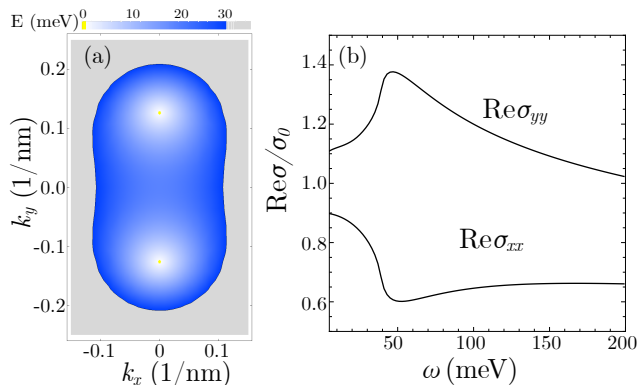 E (meV)
0 10 20 30
(a)
0.2
0.1
0.0
-0.1
-0.2
k_y (1/nm)
-0.1 0 0.1
k_x (1/nm)
(b)
1.4
1.2
1.0
0.8
0.6
Reσ/σ_0
Reσ_yy
Reσ_xx
0 50 100 150 200
ω (meV)